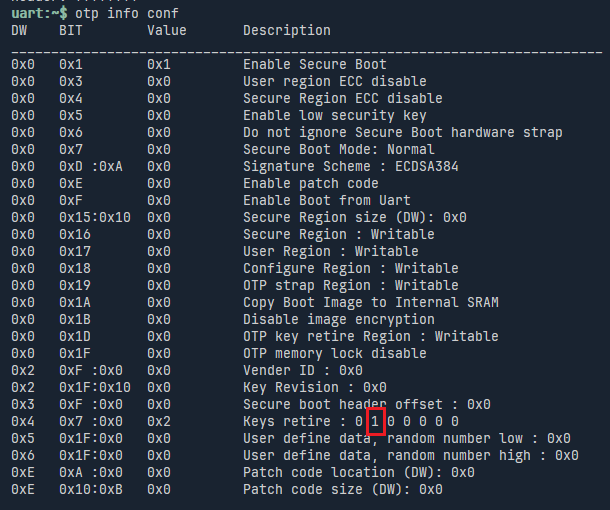 uart:~$ otp info conf
DW BIT Value Description
0x0 0x1 0x1 Enable Secure Boot
0x0 0x3 0x0 User region ECC disable
0x0 0x4 0x0 Secure Region ECC disable
0x0 0x5 0x0 Enable low security key
0x0 0x6 0x0 Do not ignore Secure Boot hardware strap
0x0 0x7 0x0 Secure Boot Mode: Normal
0x0 0xD :0xA 0x0 Signature Scheme : ECDSA384
0x0 0xE 0x0 Enable patch code
0x0 0xF 0x0 Enable Boot from Uart
0x0 0x15:0x10 0x0 Secure Region size (DW): 0x0
0x0 0x16 0x0 Secure Region : Writable
0x0 0x17 0x0 User Region : Writable
0x0 0x18 0x0 Configure Region : Writable
0x0 0x19 0x0 OTP strap Region : Writable
0x0 0x1A 0x0 Copy Boot Image to Internal SRAM
0x0 0x1B 0x0 Disable image encryption
0x0 0x1D 0x0 OTP key retire Region : Writable
0x0 0x1F 0x0 OTP memory lock disable
0x2 0xF :0x0 0x0 Vender ID : 0x0
0x2 0x1F:0x10 0x0 Key Revision : 0x0
0x3 0xF :0x0 0x0 Secure boot header offset : 0x0
0x4 0x7 :0x0 0x2 Keys retire : 0 1 0 0 0 0 0
0x5 0x1F:0x0 0x0 User define data, random number low : 0x0
0x6 0x1F:0x0 0x0 User define data, random number high : 0x0
0xE 0xA :0x0 0x0 Patch code location (DW): 0x0
0xE 0x10:0xB 0x0 Patch code size (DW): 0x0